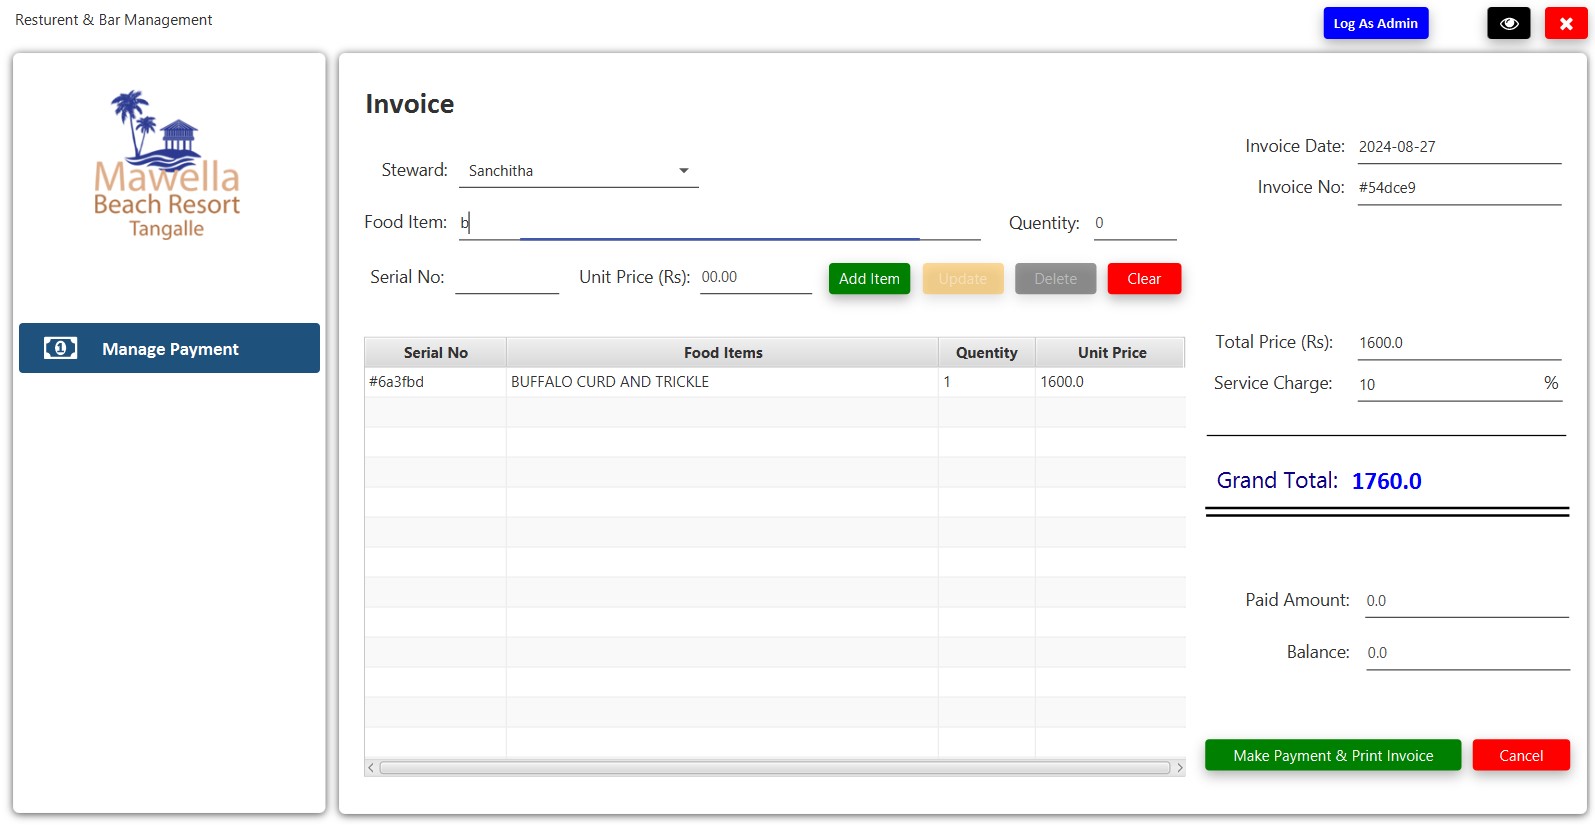 Resturent & Bar Management
Log As Admin
Mawella
Beach Resort
Tangalle
Manage Payment
Invoice
Invoice Date: 2024-08-27
Steward: Sanchitha
Invoice No: #54dce9
Food Item: b
Quentity: 0
Serial No:
Unit Price (Rs): 00.00
Add Item
Update
Delete
Clear
Serial No Food Items Quentity Unit Price
#6a3fbd BUFFALO CURD AND TRICKLE 1 1600.0
Total Price (Rs): 1600.0
Service Charge: 10 %
Grand Total: 1760.0
Paid Amount: 0.0
Balance: 0.0
Make Payment & Print Invoice
Cancel